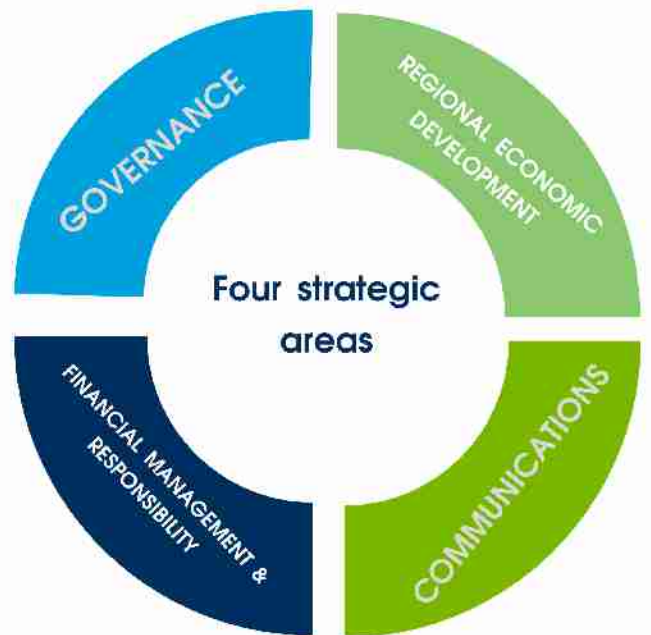 GOVERNANCE
REGIONAL ECONOMIC
DEVELOPMENT
Four strategic
areas
FINANCIAL MANAGEMENT &
RESPONSIBILITY
COMMUNICATIONS